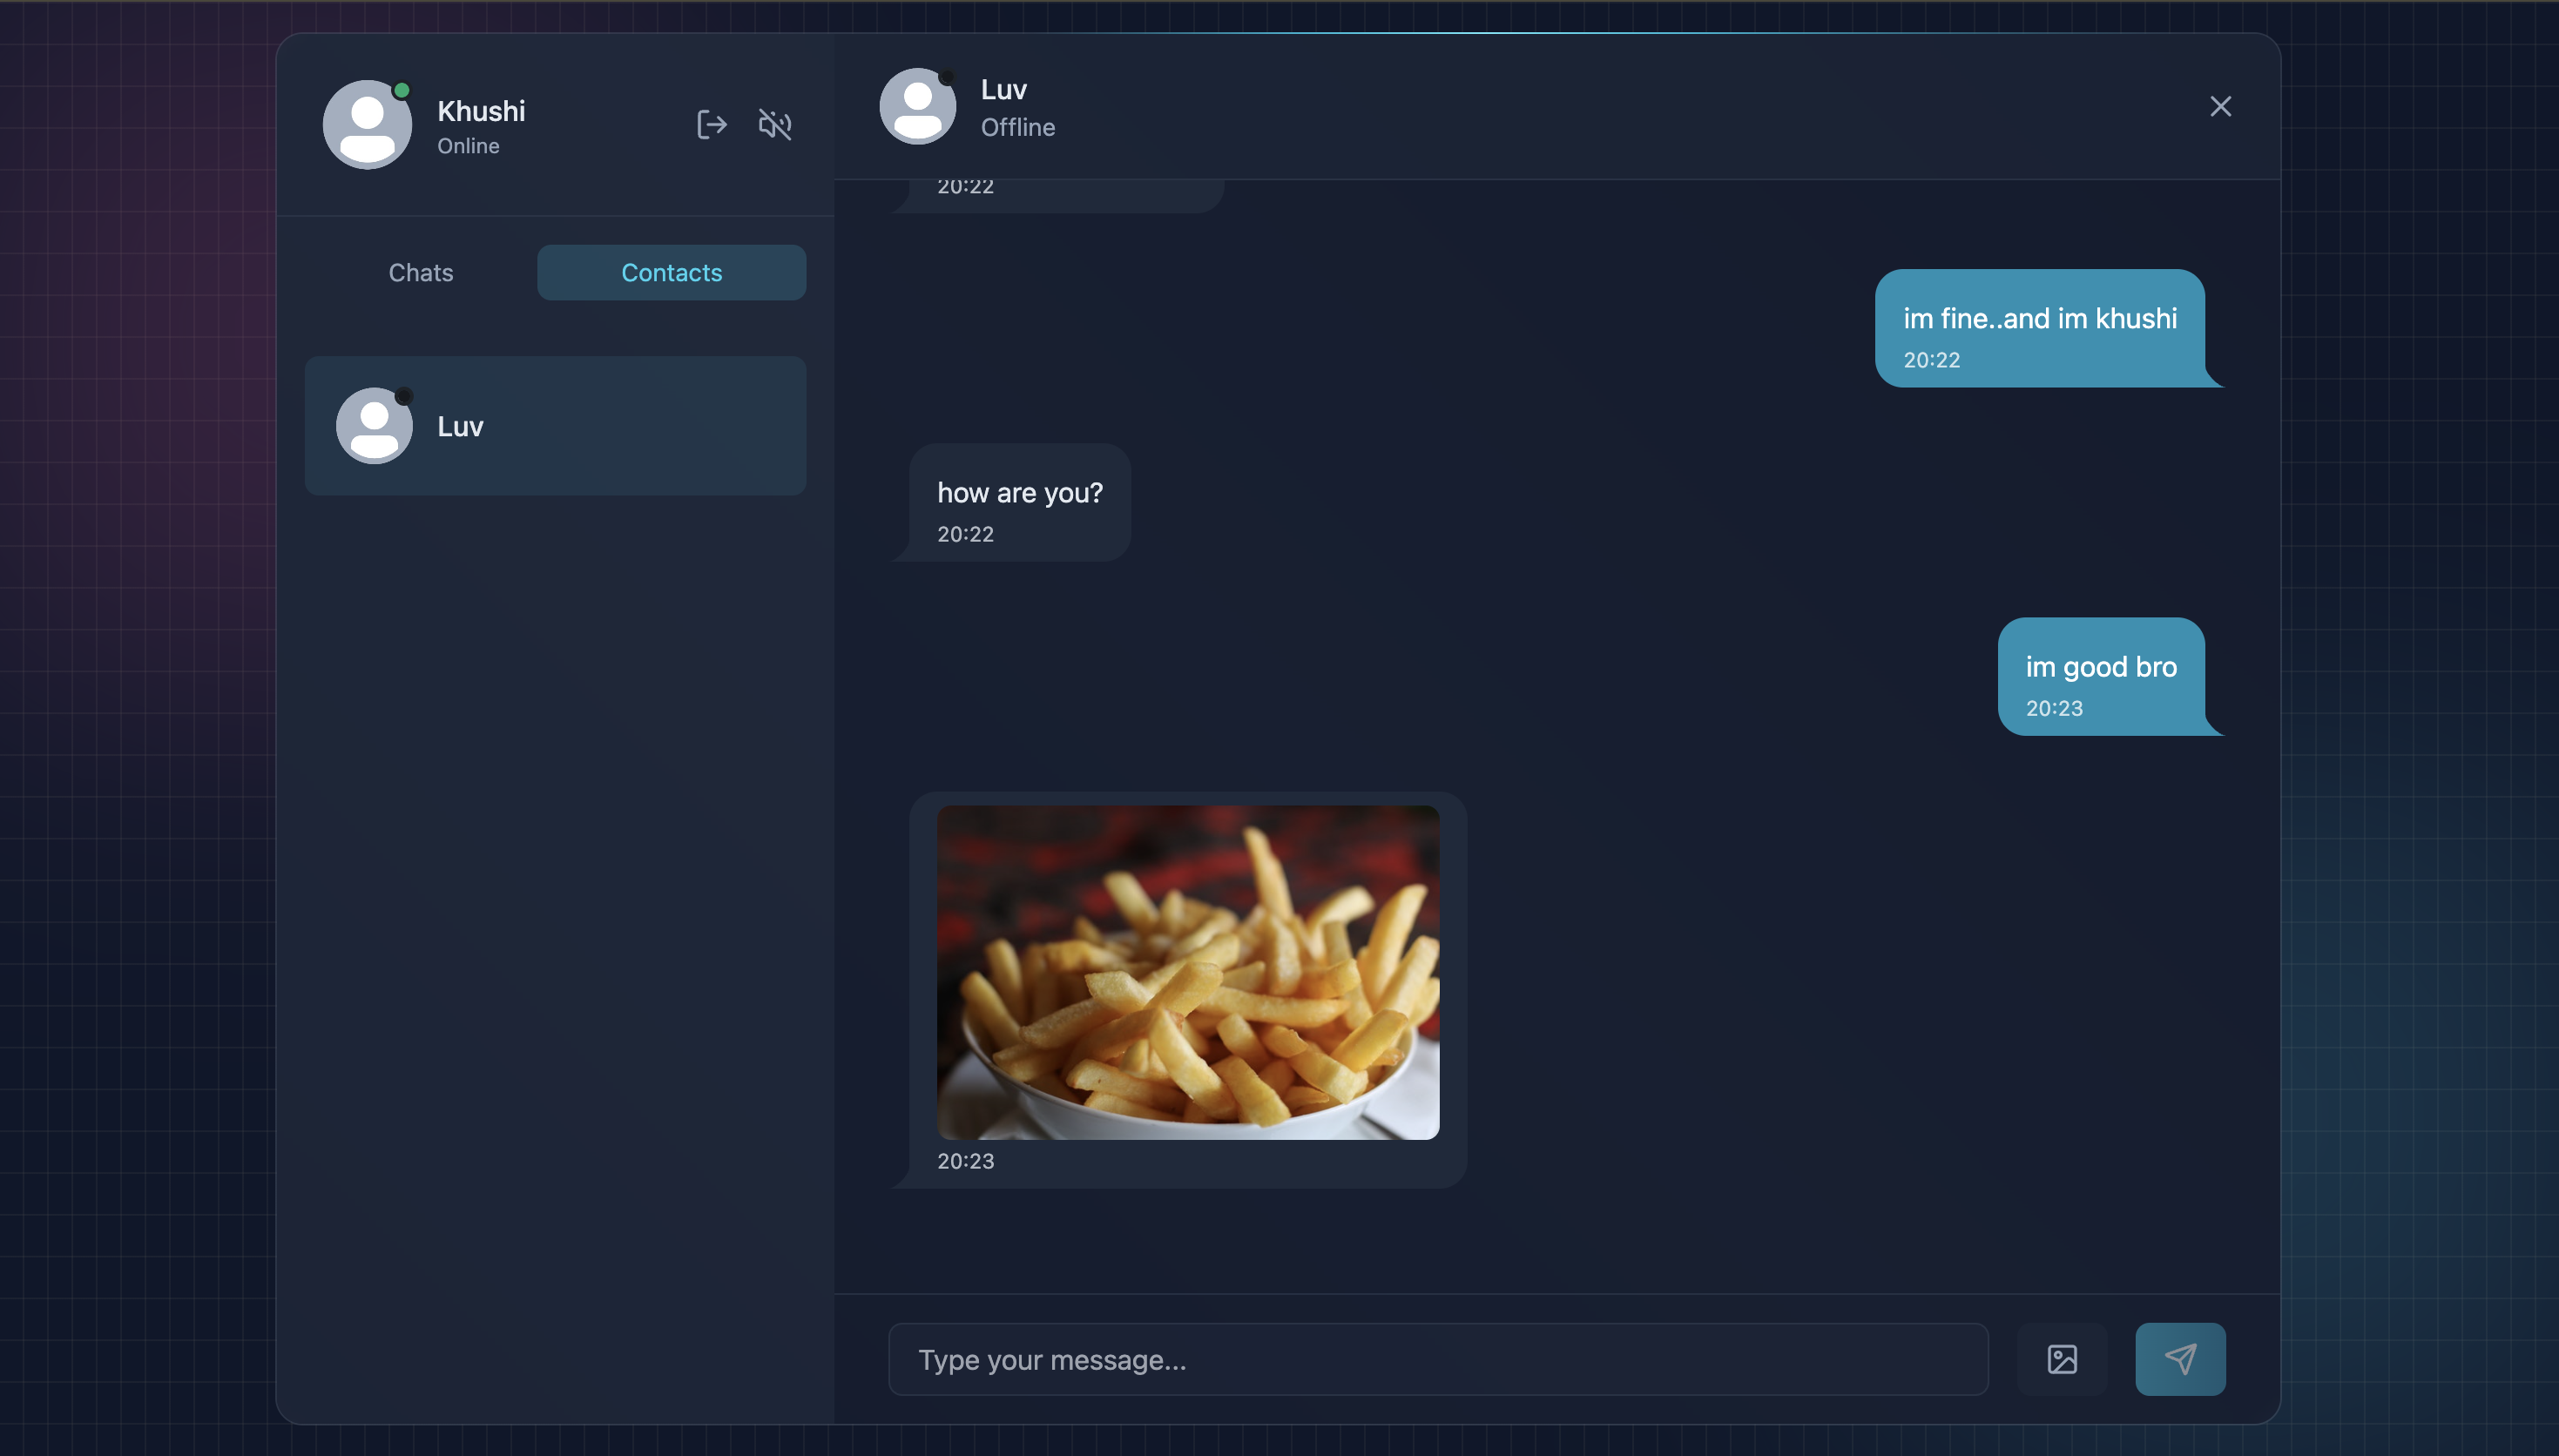 Khushi
Online
Chats
Contacts
Luv
Luv
Offline
20:22
im fine..and im khushi
20:22
how are you?
20:22
im good bro
20:23
20:23
Type your message...